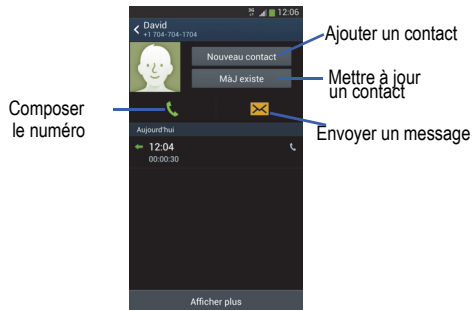 3G 12:06
David
+1 704-704-1704
Nouveau contact
MàJ existe
Ajouter un contact
Mettre à jour
un contact
Composer
le numéro
Envoyer un message
Aujourd'hui
12:04
00:00:30
Afficher plus